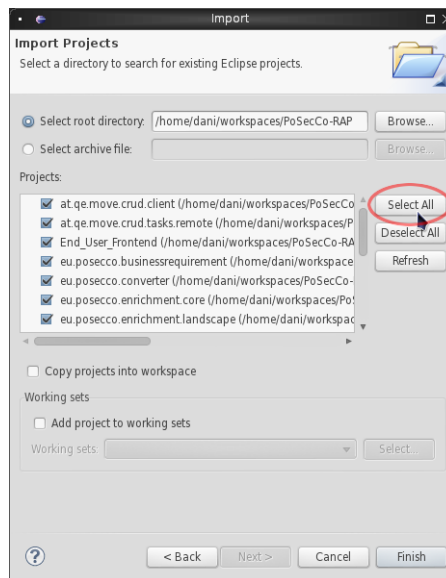 Import
Import Projects
Select a directory to search for existing Eclipse projects.
Select root directory: /home/dani/workspaces/PoSecCo-RAP Browse...
Select archive file: Browse...
Projects:
at.qe.move.crud.client (/home/dani/workspaces/PoSecCo
at.qe.move.crud.tasks.remote (/home/dani/workspaces/P
End_User_Frontend (/home/dani/workspaces/PoSecCo-RA
eu.posecco.businessrequirement (/home/dani/workspace
eu.posecco.converter (/home/dani/workspaces/PoSecCo-
eu.posecco.enrichment.core (/home/dani/workspaces/PoS
eu.posecco.enrichment.landscape (/home/dani/workspac
Select All
Deselect All
Refresh
Copy projects into workspace
Working sets
Add project to working sets
Working sets: Select...
? < Back Next > Cancel Finish